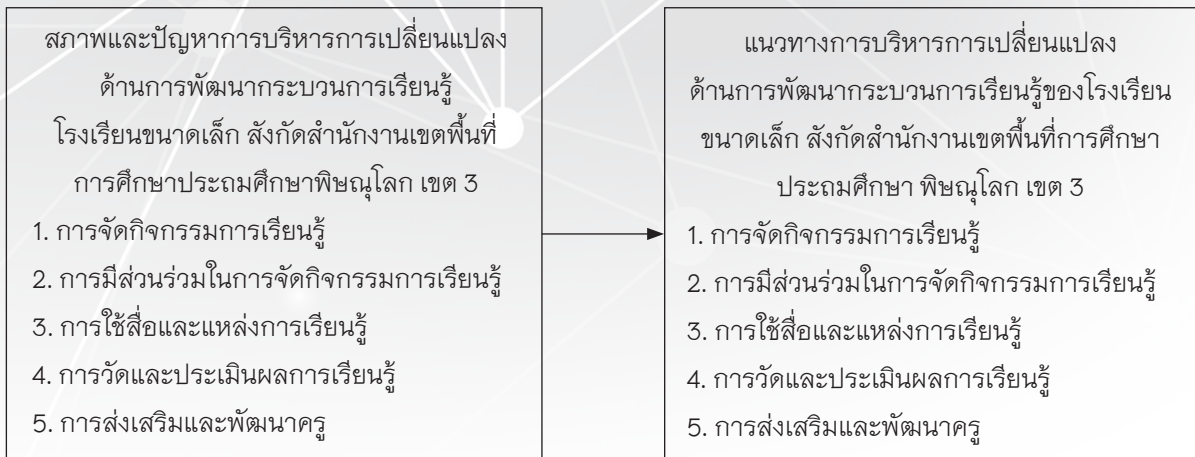 สภาพและปัญหาการบริหารการเปลี่ยนแปลง
ด้านการพัฒนากระบวนการเรียนรู้
โรงเรียนขนาดเล็ก สังกัดสำนักงานเขตพื้นที่
การศึกษาประถมศึกษาพิษณุโลก เขต 3
1. การจัดกิจกรรมการเรียนรู้
2. การมีส่วนร่วมในการจัดกิจกรรมการเรียนรู้
3. การใช้สื่อและแหล่งการเรียนรู้
4. การวัดและประเมินผลการเรียนรู้
5. การส่งเสริมและพัฒนาครู
แนวทางการบริหารการเปลี่ยนแปลง
ด้านการพัฒนากระบวนการเรียนรู้ของโรงเรียน
ขนาดเล็ก สังกัดสำนักงานเขตพื้นที่การศึกษา
ประถมศึกษา พิษณุโลก เขต 3
1. การจัดกิจกรรมการเรียนรู้
2. การมีส่วนร่วมในการจัดกิจกรรมการเรียนรู้
3. การใช้สื่อและแหล่งการเรียนรู้
4. การวัดและประเมินผลการเรียนรู้
5. การส่งเสริมและพัฒนาครู